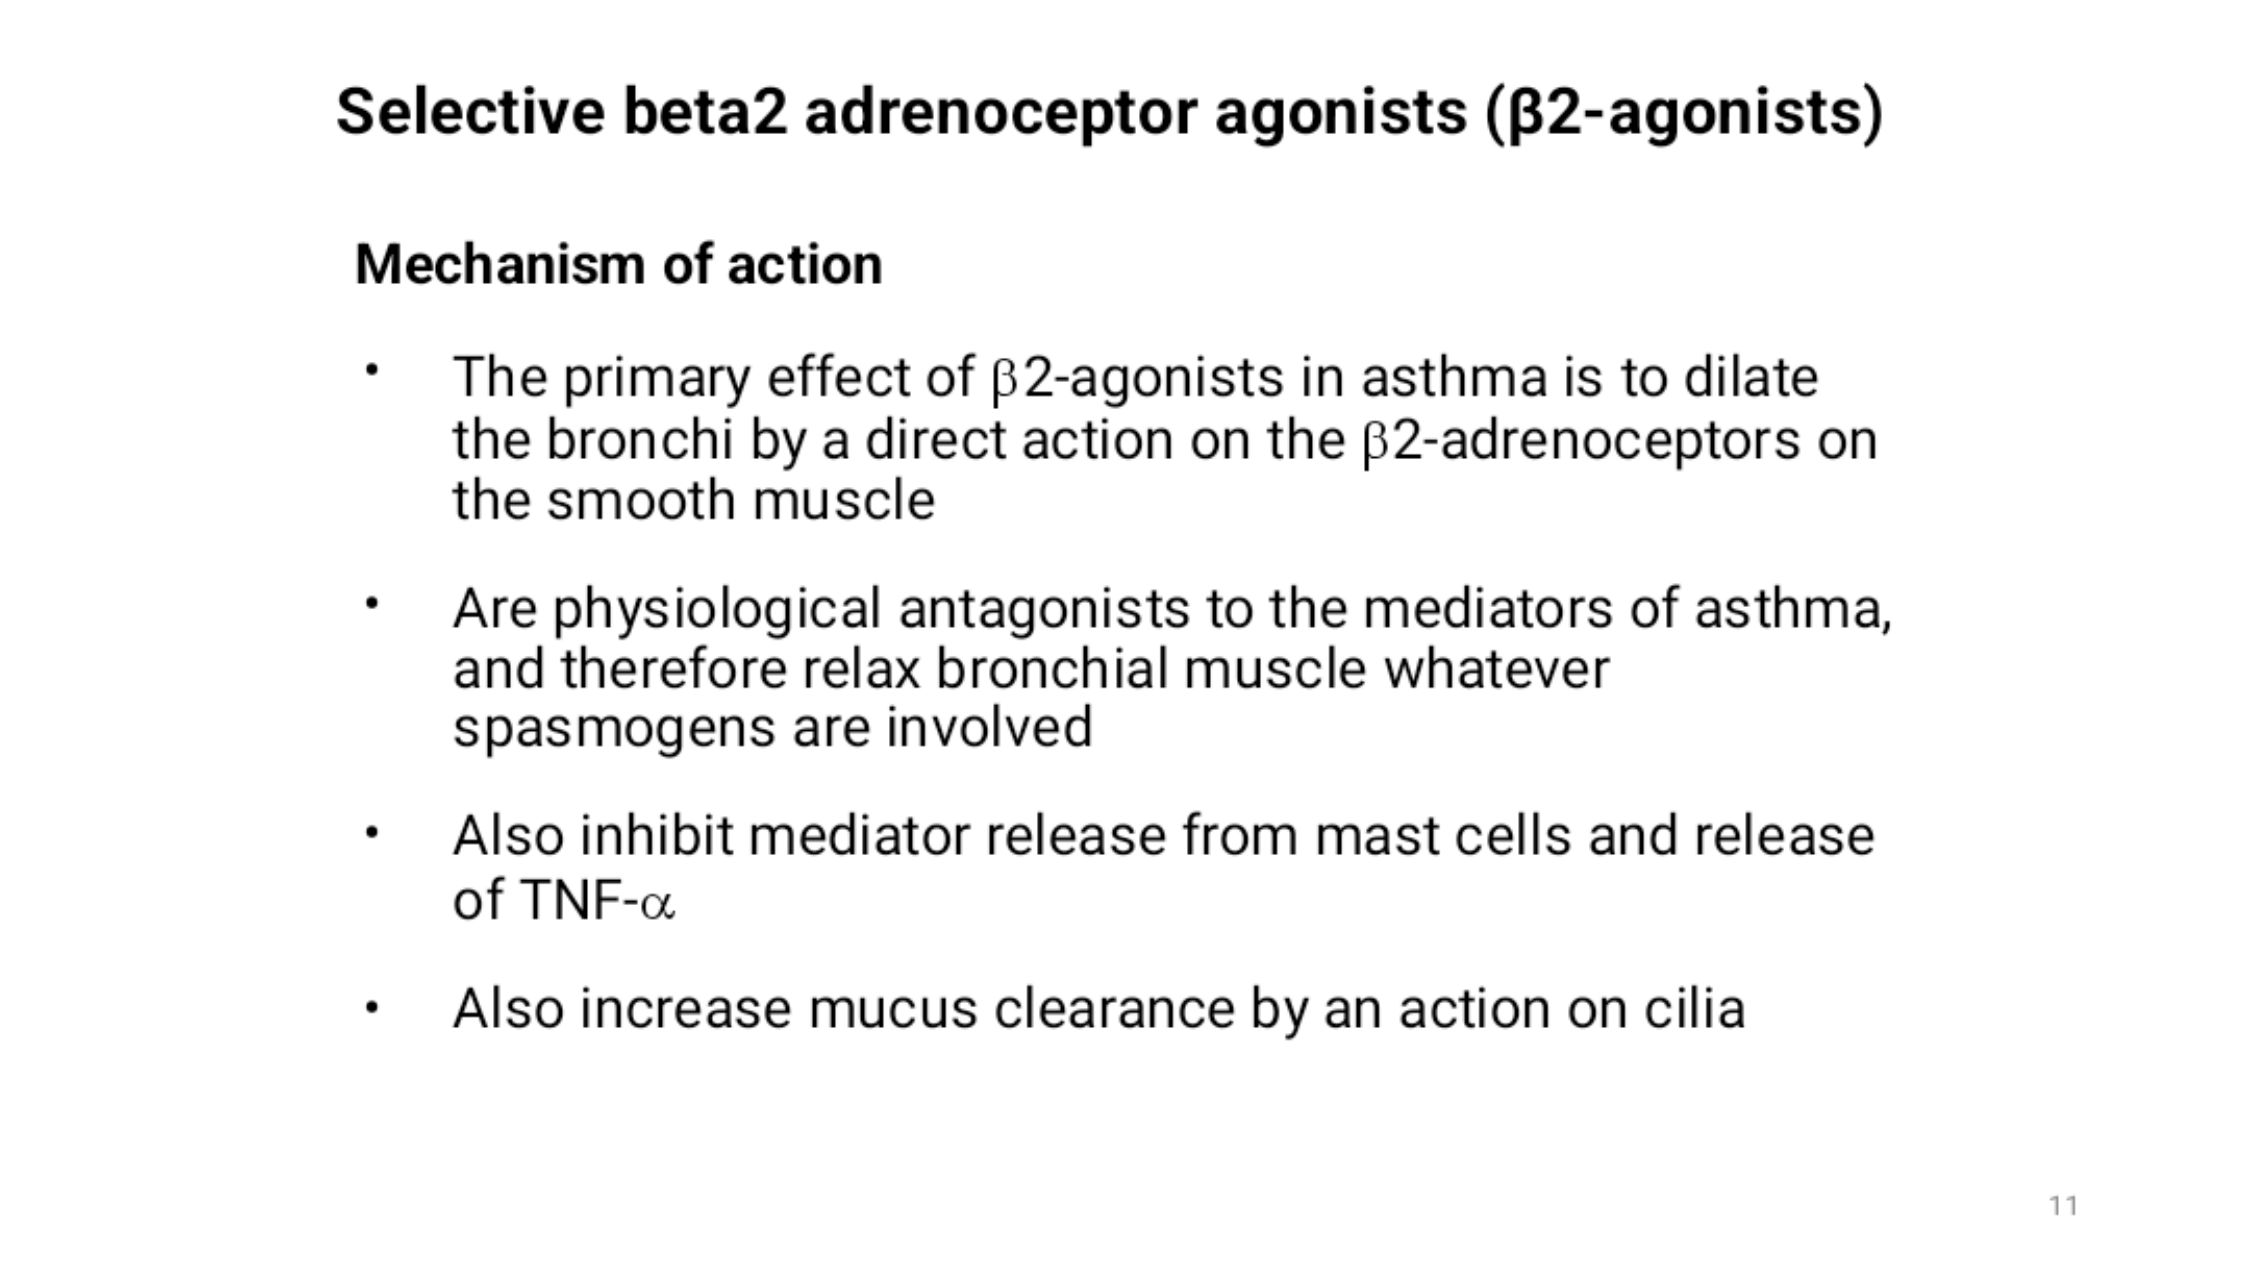 Selective beta2 adrenoceptor agonists (β2-agonists)
Mechanism of action
• The primary effect of β2-agonists in asthma is to dilate
the bronchi by a direct action on the β2-adrenoceptors on
the smooth muscle
• Are physiological antagonists to the mediators of asthma,
and therefore relax bronchial muscle whatever
spasmogens are involved
• Also inhibit mediator release from mast cells and release
of TNF-α
• Also increase mucus clearance by an action on cilia
11